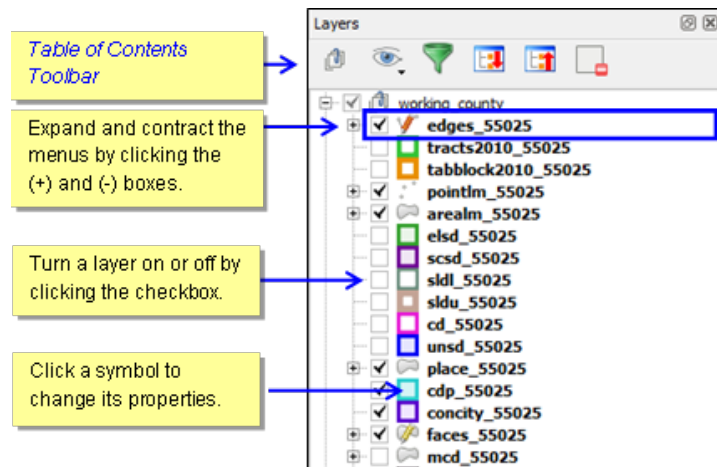 Layers
Table of Contents
Toolbar
working_county
Expand and contract the
menus by clicking the
(+) and (-) boxes.
edges_55025
tracts2010_55025
tabblock2010_55025
pointlm_55025
arealm_55025
elsd_55025
scsd_55025
Turn a layer on or off by
clicking the checkbox.
sldl_55025
sldu_55025
cd_55025
unsd_55025
Click a symbol to
change its properties.
place_55025
cdp_55025
concity_55025
faces_55025
mcd_55025